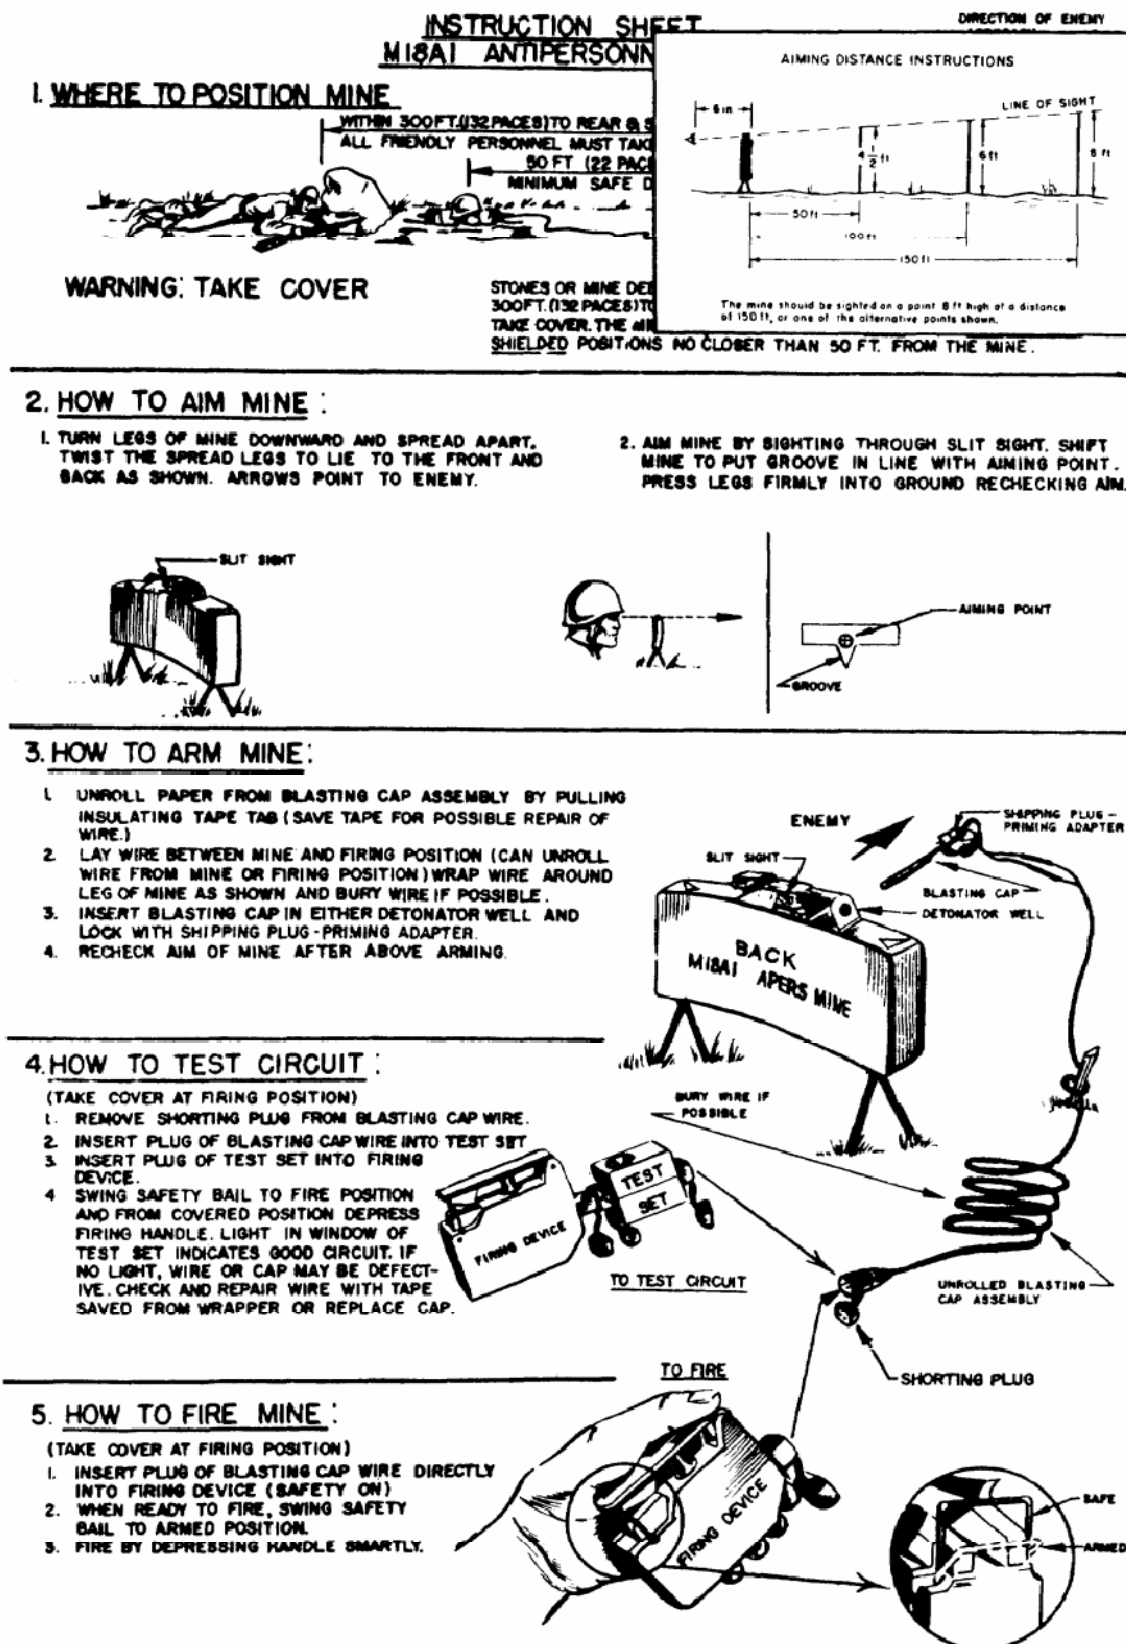 INSTRUCTION SHEET
M18A1 ANTIPERSONN
DIRECTION OF ENEMY
1. WHERE TO POSITION MINE
WITHIN 300 FT.(132 PACES) TO REAR & S
ALL FRIENDLY PERSONNEL MUST TAK
50 FT (22 PAC
MINIMUM SAFE D
AIMING DISTANCE INSTRUCTIONS
LINE OF SIGHT
6 in
4 1/2 ft
6 ft
8 ft
50 ft
100 ft
150 ft
The mine should be sighted on a point 8 ft high at a distance
of 150 ft, or one of the alternative points shown.
WARNING: TAKE COVER
STONES OR MINE DE
300 FT.(132 PACES) TO
TAKE COVER. THE
SHIELDED POSITIONS NO CLOSER THAN 50 FT. FROM THE MINE.
2. HOW TO AIM MINE:
1. TURN LEGS OF MINE DOWNWARD AND SPREAD APART.
TWIST THE SPREAD LEGS TO LIE TO THE FRONT AND
BACK AS SHOWN. ARROWS POINT TO ENEMY.
2. AIM MINE BY SIGHTING THROUGH SLIT SIGHT. SHIFT
MINE TO PUT GROOVE IN LINE WITH AIMING POINT.
PRESS LEGS FIRMLY INTO GROUND RECHECKING AIM.
SLIT SIGHT
AIMING POINT
GROOVE
3. HOW TO ARM MINE:
1. UNROLL PAPER FROM BLASTING CAP ASSEMBLY BY PULLING
INSULATING TAPE TAB (SAVE TAPE FOR POSSIBLE REPAIR OF
WIRE.)
2. LAY WIRE BETWEEN MINE AND FIRING POSITION (CAN UNROLL
WIRE FROM MINE OR FIRING POSITION) WRAP WIRE AROUND
LEG OF MINE AS SHOWN AND BURY WIRE IF POSSIBLE.
3. INSERT BLASTING CAP IN EITHER DETONATOR WELL AND
LOCK WITH SHIPPING PLUG-PRIMING ADAPTER.
4. RECHECK AIM OF MINE AFTER ABOVE ARMING.
ENEMY
SHIPPING PLUG-
PRIMING ADAPTER
SLIT SIGHT
BLASTING CAP
DETONATOR WELL
BACK
M18A1 APERS MINE
BURY WIRE IF
POSSIBLE
UNROLLED BLASTING
CAP ASSEMBLY
SHORTING PLUG
4. HOW TO TEST CIRCUIT:
(TAKE COVER AT FIRING POSITION)
1. REMOVE SHORTING PLUG FROM BLASTING CAP WIRE.
2. INSERT PLUG OF BLASTING CAP WIRE INTO TEST SET
3. INSERT PLUG OF TEST SET INTO FIRING
DEVICE.
4 SWING SAFETY BAIL TO FIRE POSITION
AND FROM COVERED POSITION DEPRESS
FIRING HANDLE. LIGHT IN WINDOW OF
TEST SET INDICATES GOOD CIRCUIT. IF
NO LIGHT, WIRE OR CAP MAY BE DEFECT-
IVE. CHECK AND REPAIR WIRE WITH TAPE
SAVED FROM WRAPPER OR REPLACE CAP.
FIRING DEVICE
TEST
SET
TO TEST CIRCUIT
5. HOW TO FIRE MINE:
(TAKE COVER AT FIRING POSITION)
1. INSERT PLUG OF BLASTING CAP WIRE DIRECTLY
INTO FIRING DEVICE (SAFETY ON)
2. WHEN READY TO FIRE, SWING SAFETY
BAIL TO ARMED POSITION.
3. FIRE BY DEPRESSING HANDLE SMARTLY.
TO FIRE
FIRING DEVICE
SAFE
ARMED